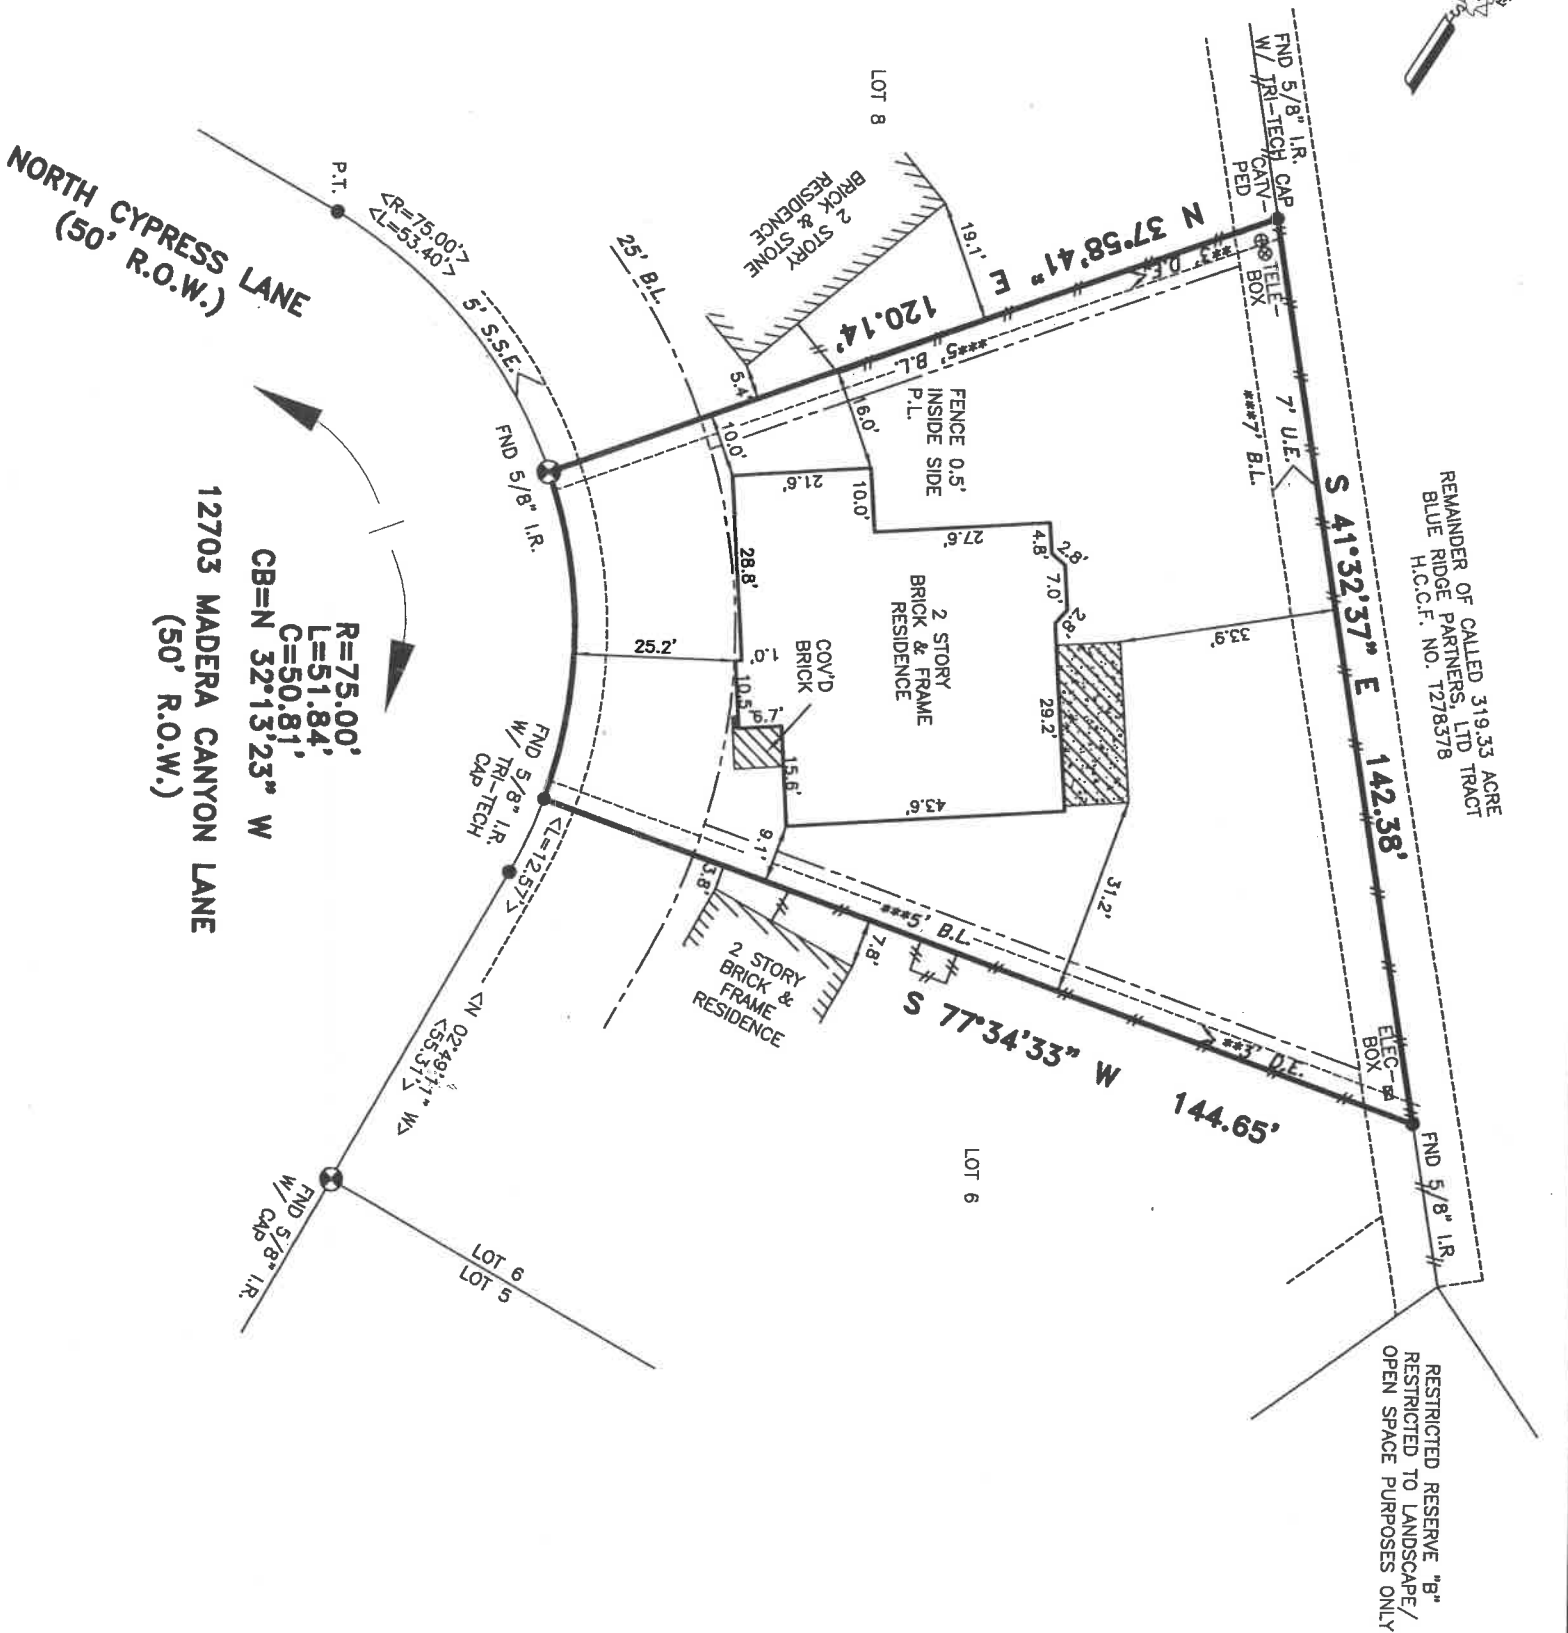 FND 5/8" I.R.
W/ TRI-TECH CAP
CATV-
PED
TELE-
BOX
LOT 8
2 STORY
BRICK & STONE
RESIDENCE
19.1'
N 37°58'41" E
120.14'
***3' D.E.
***5' B.L.
7' U.E.
***7' B.L.
S 41°32'37" E 142.38'
REMAINDER OF CALLED 319.33 ACRE
BLUE RIDGE PARTNERS, LTD TRACT
H.C.C.F. NO. T278378
FENCE 0.5'
INSIDE SIDE
P.L.
5.4'
16.0'
10.0'
21.6'
10.0'
27.6'
4.8'
2.8'
7.0'
2.8'
33.9'
29.2'
2 STORY
BRICK & FRAME
RESIDENCE
COV'D
BRICK
28.8'
1.0'
10.5'
6.7'
15.6'
43.6'
9.1'
31.2'
25.2'
25' B.L.
P.T.
<R=75.00'>
<L=53.40'>
5' S.S.E.
NORTH CYPRESS LANE
(50' R.O.W.)
FND 5/8" I.R.
R=75.00'
L=51.84'
C=50.81'
CB=N 32°13'23" W
12703 MADERA CANYON LANE
(50' R.O.W.)
FND 5/8" I.R.
W/ TRI-TECH
CAP
<L=12.57'>
3.8'
7.8'
2 STORY
BRICK &
FRAME
RESIDENCE
***5' B.L.
S 77°34'33" W 144.65'
**3' D.E.
ELEC-
BOX
FND 5/8" I.R.
LOT 6
<N 02°49'11" W>
<55.31'>
FND 5/8" I.R.
W/ CAP
LOT 6
LOT 5
RESTRICTED RESERVE "B"
RESTRICTED TO LANDSCAPE/
OPEN SPACE PURPOSES ONLY